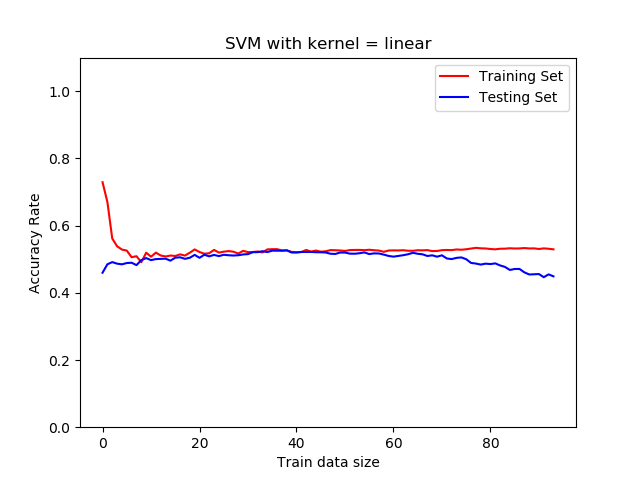 SVM with kernel = linear
Training Set
Testing Set
Accuracy Rate
1.0
0.8
0.6
0.4
0.2
0.0
0 20 40 60 80
Train data size